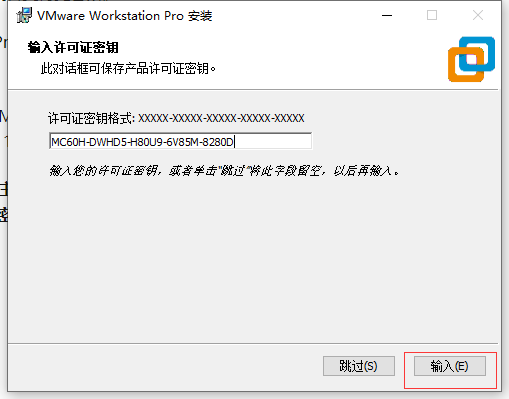 VMware Workstation Pro 安装
输入许可证密钥
此对话框可保存产品许可证密钥。
许可证密钥格式: XXXXX-XXXXX-XXXXX-XXXXX-XXXXX
MC60H-DWHD5-H80U9-6V85M-8280D
输入您的许可证密钥，或者单击"跳过"将此字段留空，以后再输入。
跳过(S)
输入(E)